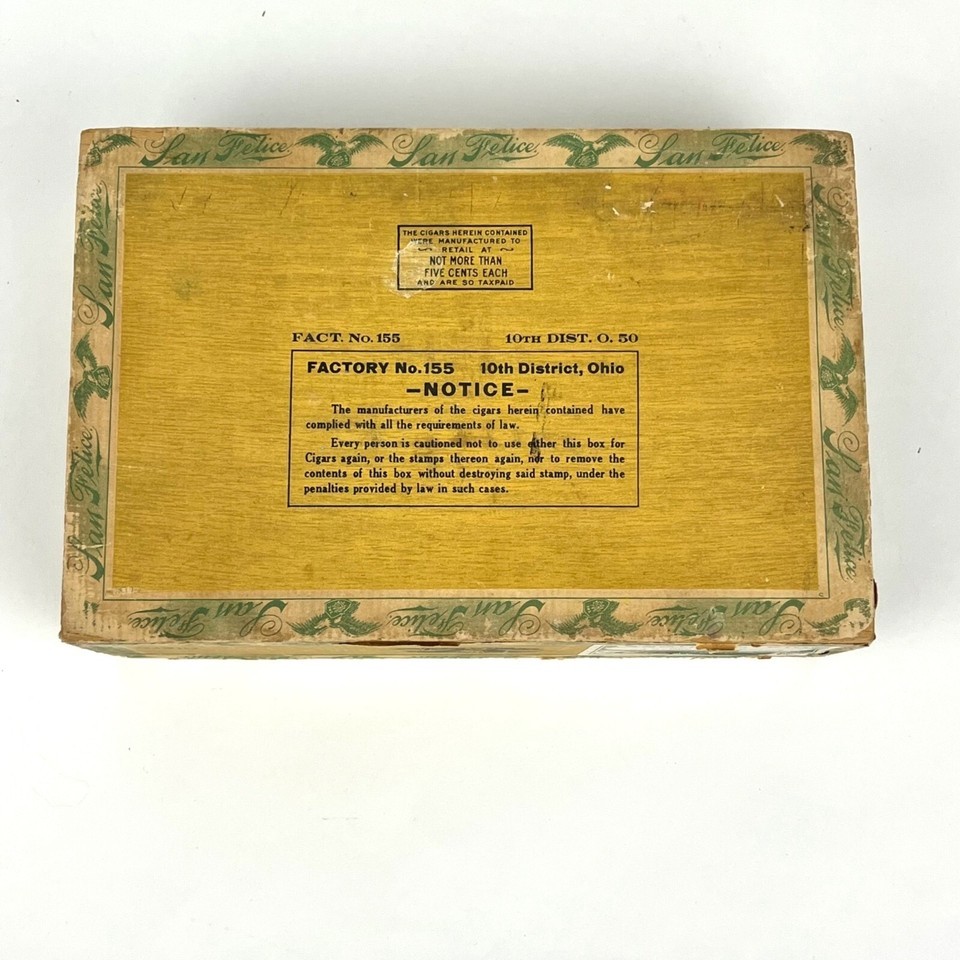 San Felice San Felice San Felice
THE CIGARS HEREIN CONTAINED
WERE MANUFACTURED TO
RETAIL AT
NOT MORE THAN
FIVE CENTS EACH
AND ARE SO TAXPAID
FACT. No. 155 10TH DIST. O. 50
FACTORY No. 155 10th District, Ohio
—NOTICE—
The manufacturers of the cigars herein contained have
complied with all the requirements of law.
Every person is cautioned not to use either this box for
Cigars again, or the stamps thereon again, nor to remove the
contents of this box without destroying said stamp, under the
penalties provided by law in such cases.
San Felice
San Felice
San Felice
San Felice
San Felice San Felice San Felice